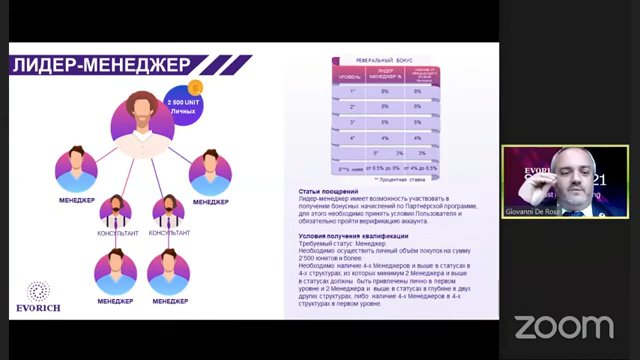 ЛИДЕР-МЕНЕДЖЕР
2 500 UNIT
Личных
МЕНЕДЖЕР
МЕНЕДЖЕР
КОНСУЛЬТАНТ
КОНСУЛЬТАНТ
МЕНЕДЖЕР
МЕНЕДЖЕР
EVORICH
РЕФЕРАЛЬНЫЙ БОНУС
УРОВЕНЬ
ЛИДЕР МЕНЕДЖЕР %
1*
2*
3* 5% 5%
4* 4% 4%
5* 3% 3%
** Процентная ставка
Статьи поощрений
Лидер-менеджер имеет возможность участвовать в
получении бонусных начислений по Партнёрской программе,
для этого необходимо принять условия Пользователя и
обязательно пройти верификацию аккаунта.
Условия получения квалификации
Требуемый статус: Менеджер.
Необходимо осуществить личный объём покупок на сумму
2'500 юнитов и более.
Необходимо наличие 4-х Менеджеров и выше в статусах в
4-х структурах, из которых минимум 2 Менеджера и выше
в статусах должны быть привлечены лично в первом
уровне и 2 Менеджера и выше в статусах в глубине в двух
других структурах, либо наличие 4-х Менеджеров в 4-х
структурах в первом уровне.
Giovanni De Rose
zoom